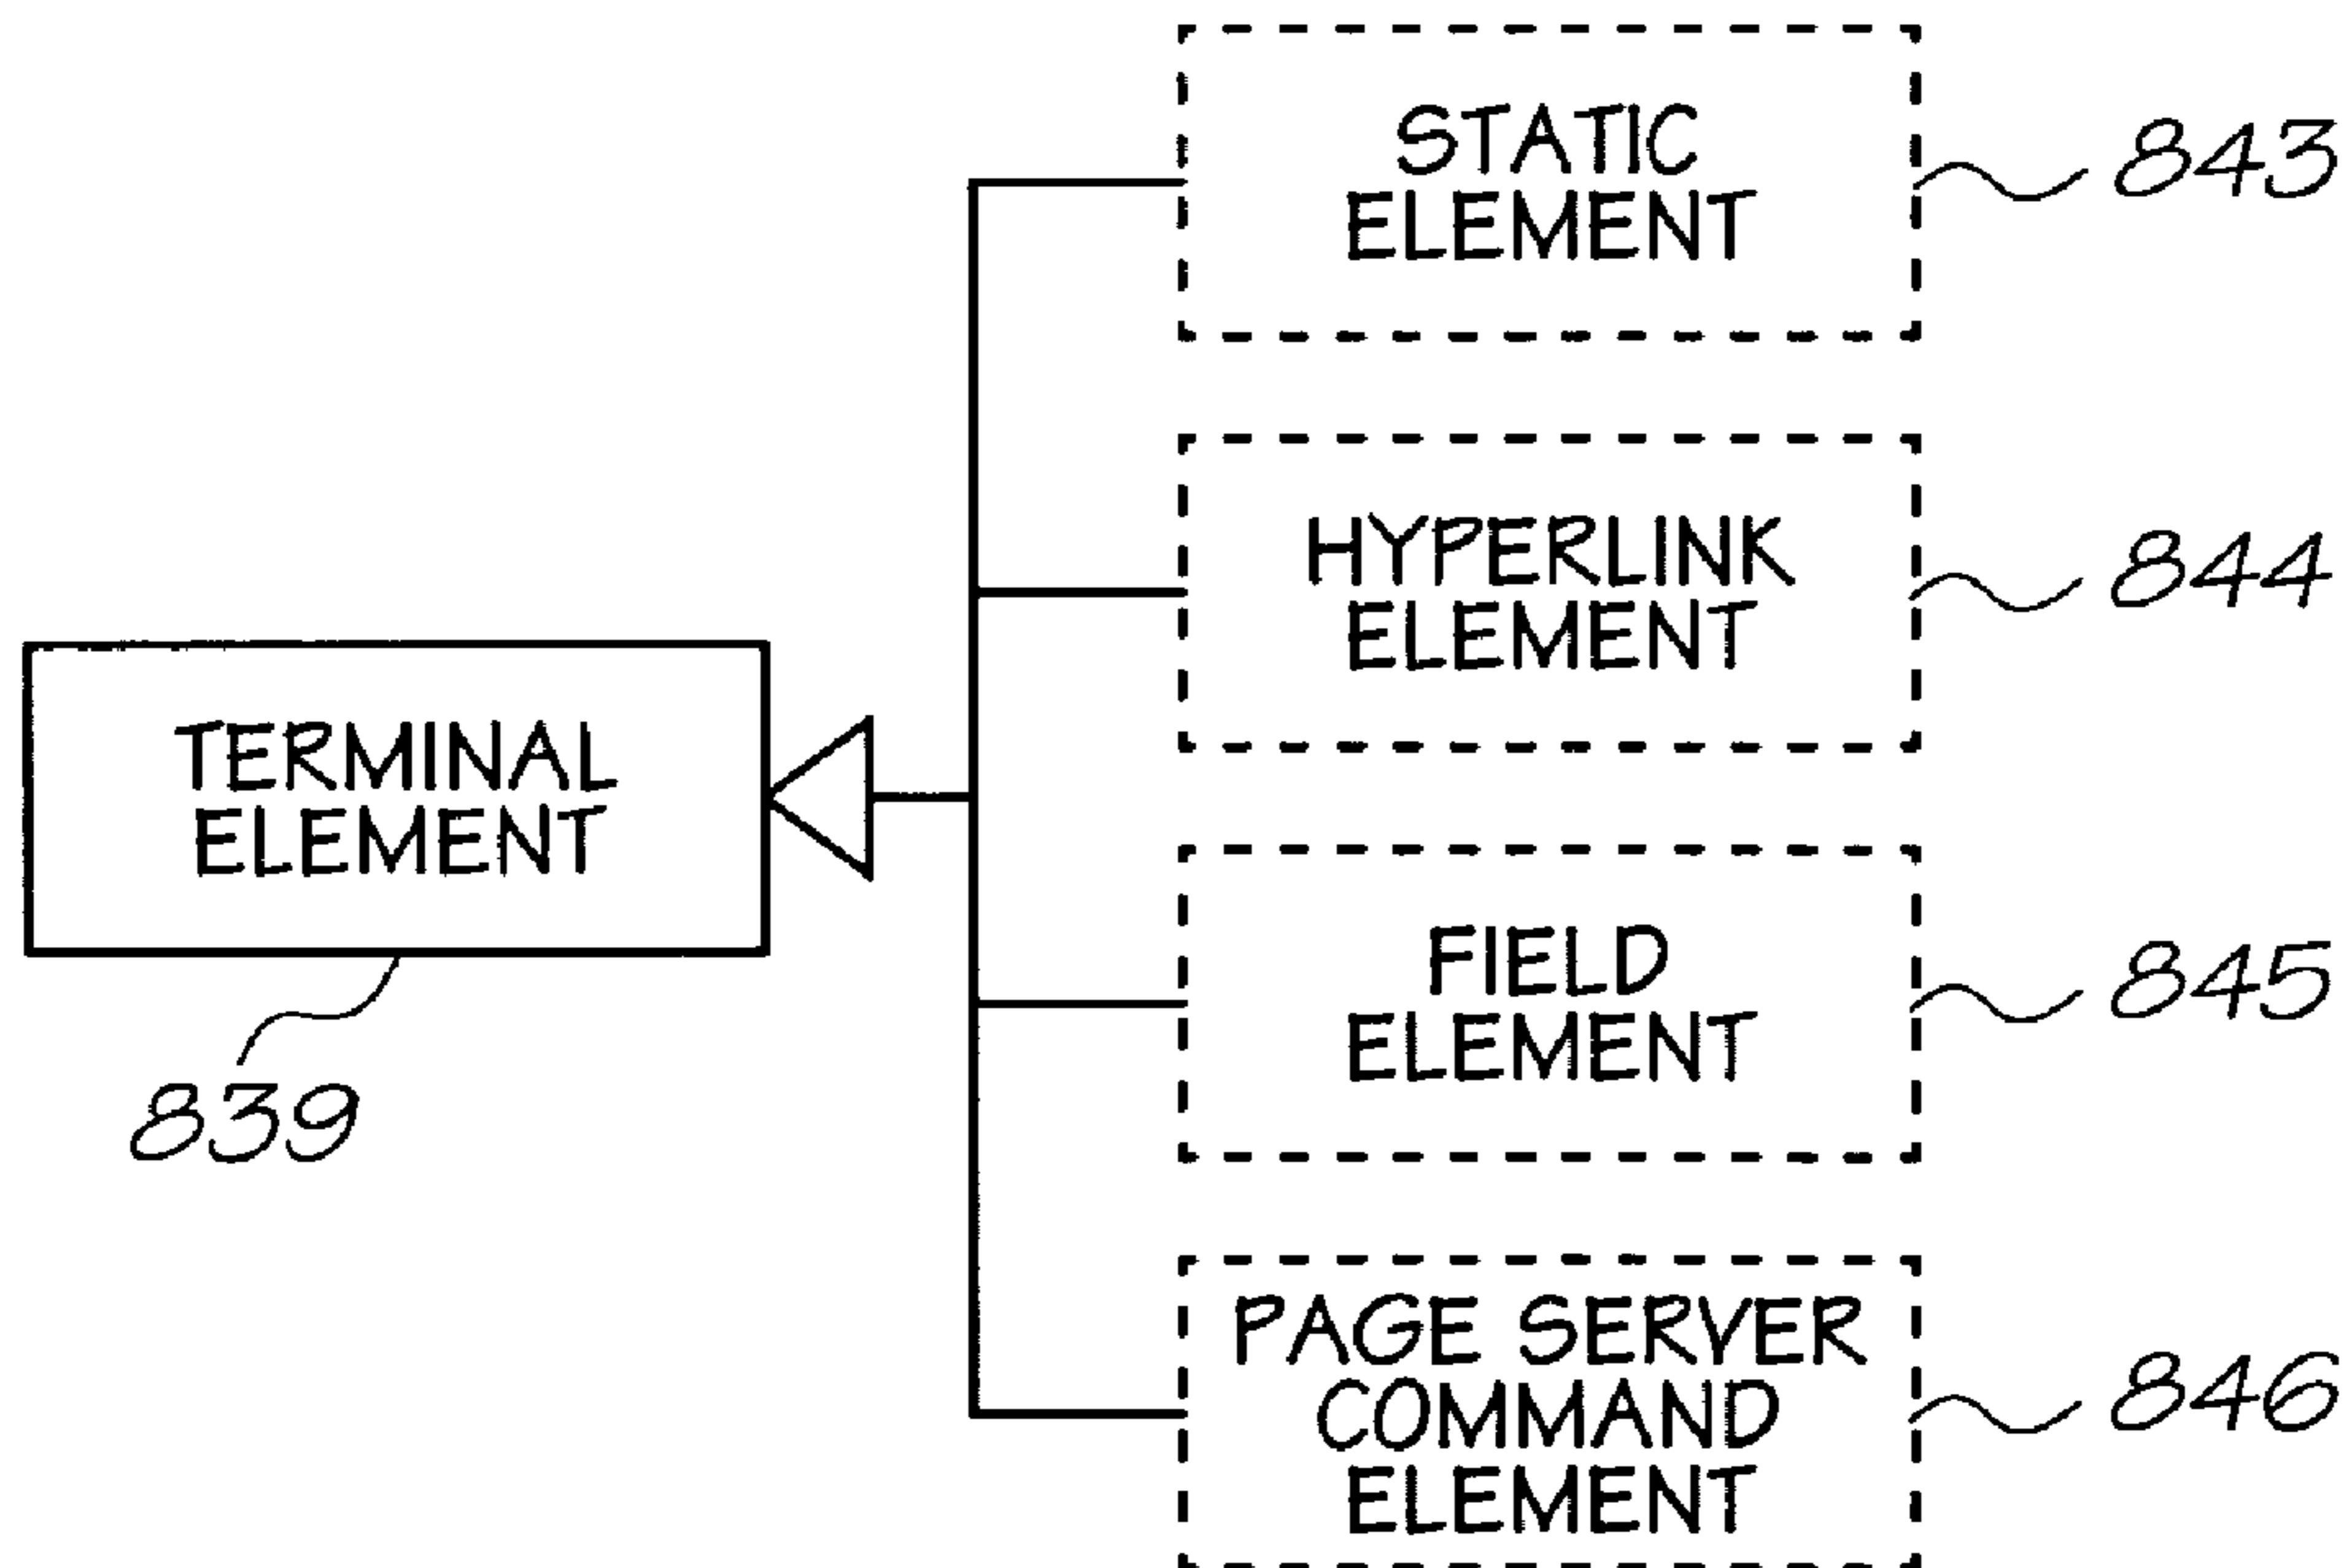 STATIC
ELEMENT
843
HYPERLINK
ELEMENT
844
TERMINAL
ELEMENT
839
FIELD
ELEMENT
845
PAGE SERVER
COMMAND
ELEMENT
846